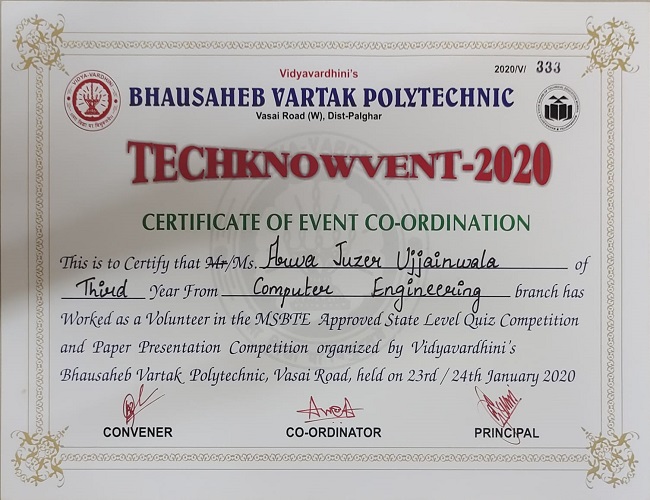 2020/V/ 333
Vidyavardhini's
BHAUSAHEB VARTAK POLYTECHNIC
Vasai Road (W), Dist-Palghar
TECHKNOWVENT-2020
CERTIFICATE OF EVENT CO-ORDINATION
This is to Certify that Mr/Ms. Arwa Juzer Ujjainwala of
Third Year From Computer Engineering branch has
Worked as a Volunteer in the MSBTE Approved State Level Quiz Competition
and Paper Presentation Competition organized by Vidyavardhini's
Bhausaheb Vartak Polytechnic, Vasai Road, held on 23rd / 24th January 2020
CONVENER CO-ORDINATOR PRINCIPAL